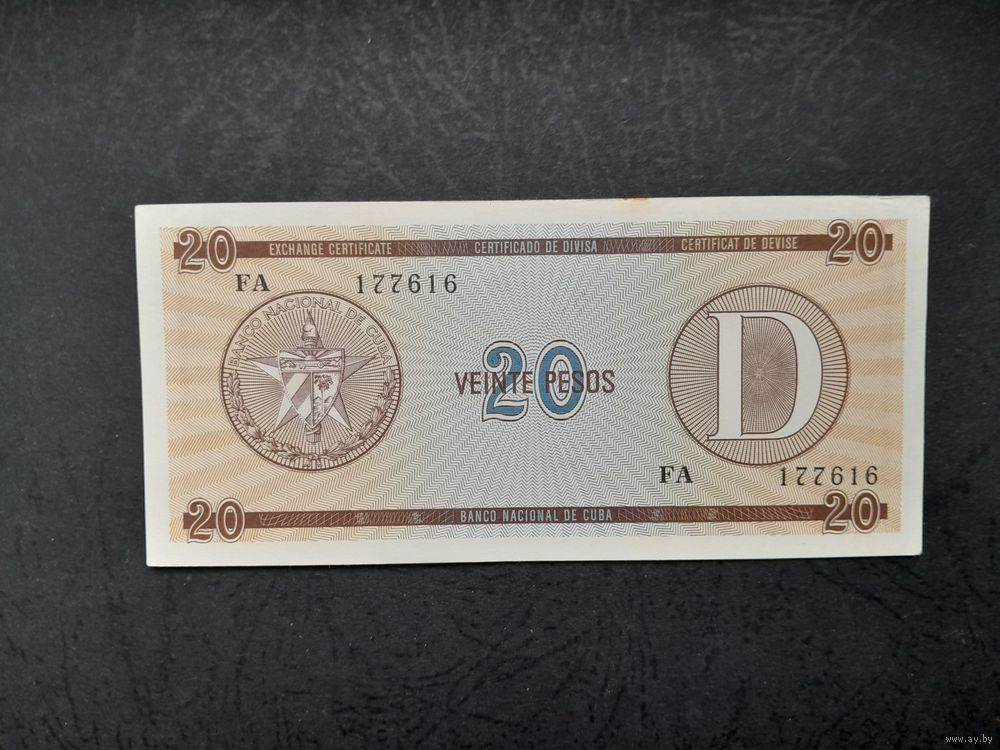 20 EXCHANGE CERTIFICATE CERTIFICADO DE DIVISA CERTIFICAT DE DEVISE 20
FA 177616
BANCO NACIONAL DE CUBA
20
VEINTE PESOS
D
FA 177616
20 BANCO NACIONAL DE CUBA 20
www.ay.by